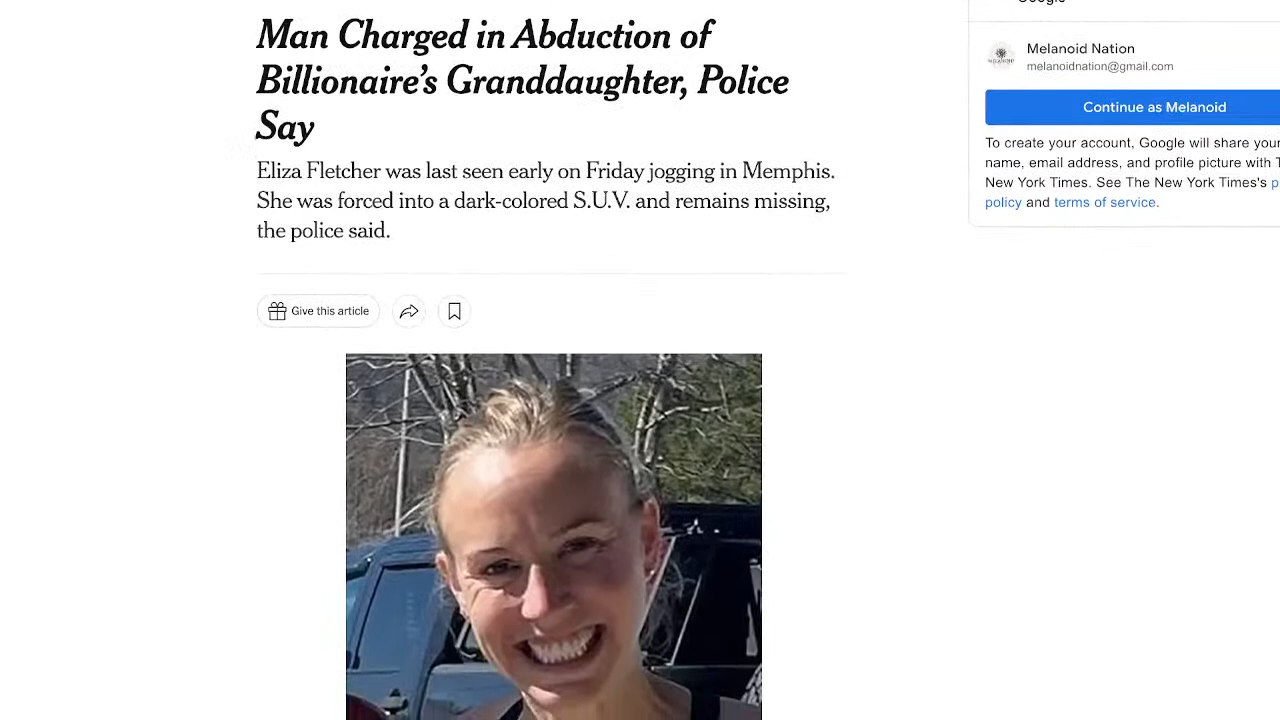 Man Charged in Abduction of
Billionaire’s Granddaughter, Police
Say
Eliza Fletcher was last seen early on Friday jogging in Memphis.
She was forced into a dark-colored S.U.V. and remains missing,
the police said.
Give this article
Google
Melanoid Nation
melanoidnation@gmail.com
Continue as Melanoid
To create your account, Google will share your
name, email address, and profile picture with
New York Times. See The New York Times's
policy and terms of service.